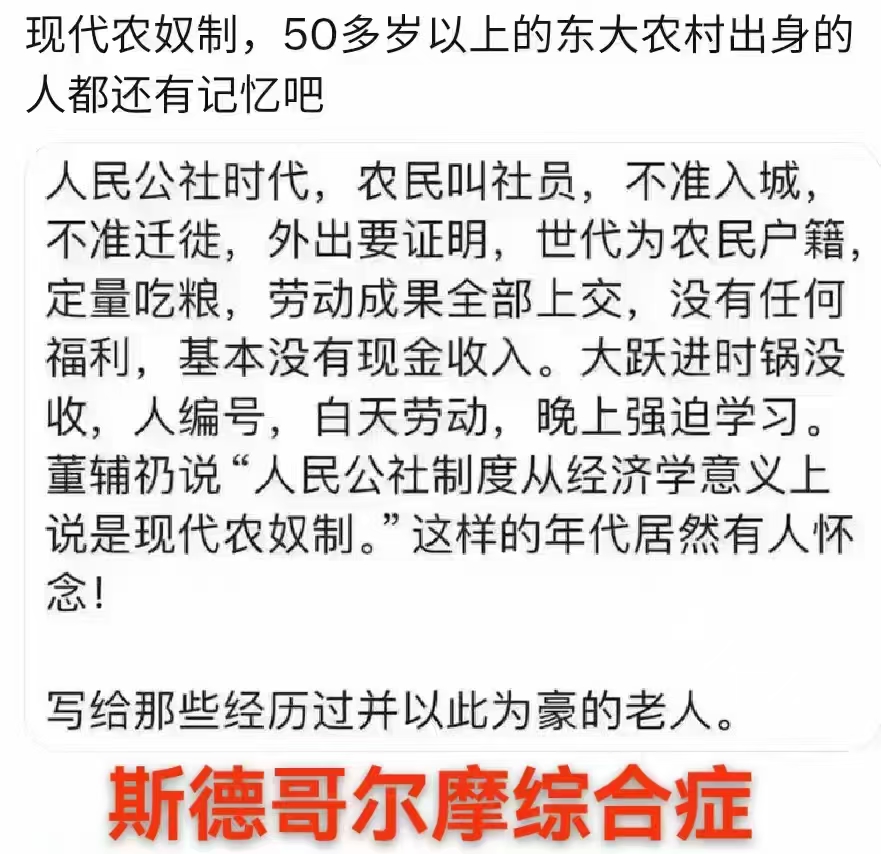 现代农奴制，50多岁以上的东大农村出身的
人都还有记忆吧
人民公社时代，农民叫社员，不准入城，
不准迁徙，外出要证明，世代为农民户籍，
定量吃粮，劳动成果全部上交，没有任何
福利，基本没有现金收入。大跃进时锅没
收，人编号，白天劳动，晚上强迫学习。
董辅礽说“人民公社制度从经济学意义上
说是现代农奴制。”这样的年代居然有人怀
念！
写给那些经历过并以此为豪的老人。
斯德哥尔摩综合症